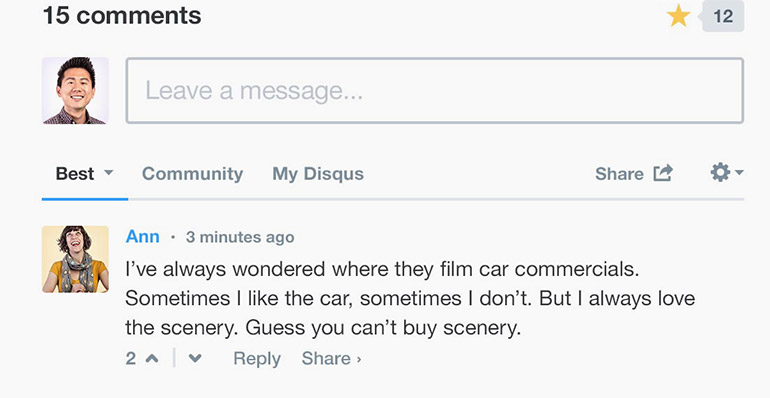 15 comments
12
Leave a message...
Best
Community
My Disqus
Share
Ann · 3 minutes ago
I’ve always wondered where they film car commercials.
Sometimes I like the car, sometimes I don’t. But I always love
the scenery. Guess you can’t buy scenery.
2
Reply
Share ›